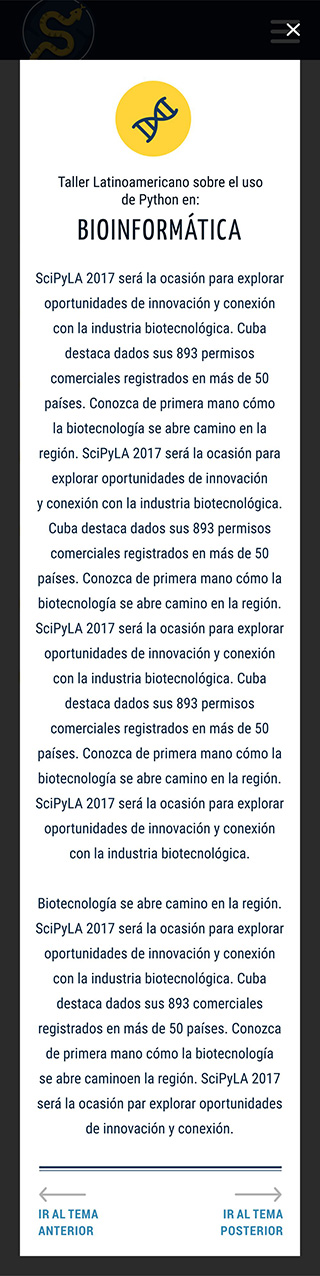 Taller Latinoamericano sobre el uso
de Python en:
BIOINFORMÁTICA
SciPyLA 2017 será la ocasión para explorar
oportunidades de innovación y conexión
con la industria biotecnológica. Cuba
destaca dados sus 893 permisos
comerciales registrados en más de 50
países. Conozca de primera mano cómo
la biotecnología se abre camino en la
región. SciPyLA 2017 será la ocasión para
explorar oportunidades de innovación
y conexión con la industria biotecnológica.
Cuba destaca dados sus 893 permisos
comerciales registrados en más de 50
países. Conozca de primera mano cómo la
biotecnología se abre camino en la región.
SciPyLA 2017 será la ocasión para explorar
oportunidades de innovación y conexión
con la industria biotecnológica. Cuba
destaca dados sus 893 permisos
comerciales registrados en más de 50
países. Conozca de primera mano cómo la
biotecnología se abre camino en la región.
SciPyLA 2017 será la ocasión para explorar
oportunidades de innovación y conexión
con la industria biotecnológica.
Biotecnología se abre camino en la región.
SciPyLA 2017 será la ocasión para explorar
oportunidades de innovación y conexión
con la industria biotecnológica. Cuba
destaca dados sus 893 comerciales
registrados en más de 50 países. Conozca
de primera mano cómo la biotecnología
se abre caminoen la región. SciPyLA 2017
será la ocasión par explorar oportunidades
de innovación y conexión.
IR AL TEMA
ANTERIOR
IR AL TEMA
POSTERIOR